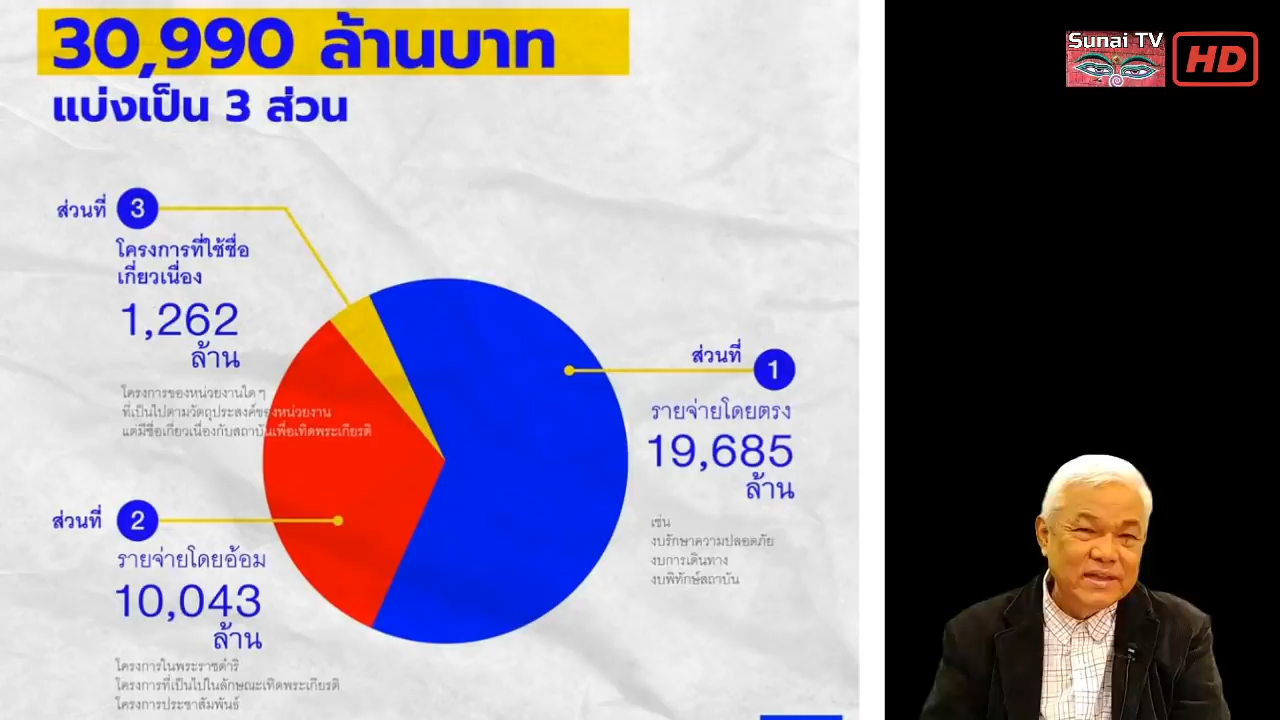 30,990 ล้านบาท
แบ่งเป็น 3 ส่วน
ส่วนที่ 3
โครงการที่ใช้ชื่อ
เกี่ยวเนื่อง
1,262
ล้าน
โครงการของหน่วยงานใด ๆ
ที่เป็นไปตามวัตถุประสงค์ของหน่วยงาน
แต่มีชื่อเกี่ยวเนื่องกับสถาบันเพื่อเทิดพระเกียรติ
ส่วนที่ 1
รายจ่ายโดยตรง
19,685
ล้าน
เช่น
งบรักษาความปลอดภัย
งบการเดินทาง
งบพิทักษ์สถาบัน
ส่วนที่ 2
รายจ่ายโดยอ้อม
10,043
ล้าน
โครงการในพระราชดำริ
โครงการที่เป็นไปในลักษณะเทิดพระเกียรติ
โครงการประชาสัมพันธ์
Sunai TV
HD